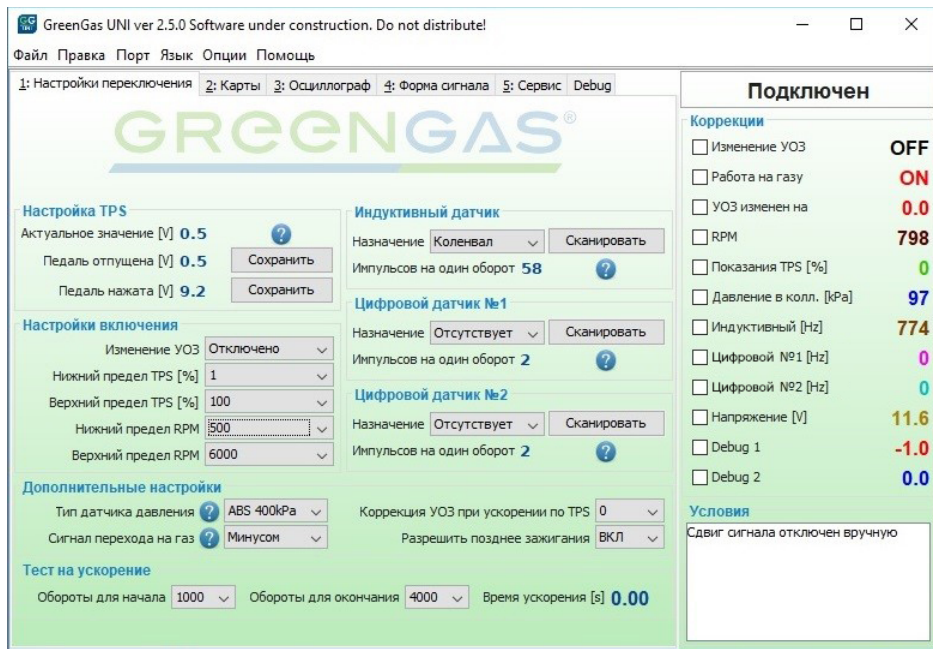 GreenGas UNI ver 2.5.0 Software under construction. Do not distribute!
Файл Правка Порт Язык Опции Помощь
1: Настройки переключения 2: Карты 3: Осциллограф 4: Форма сигнала 5: Сервис Debug
GREENGAS®
Настройка TPS
Актуальное значение [V] 0.5 ?
Педаль отпущена [V] 0.5 Сохранить
Педаль нажата [V] 9.2 Сохранить
Настройки включения
Изменение УОЗ Отключено
Нижний предел TPS [%] 1
Верхний предел TPS [%] 100
Нижний предел RPM 500
Верхний предел RPM 6000
Индуктивный датчик
Назначение Коленвал Сканировать
Импульсов на один оборот 58 ?
Цифровой датчик №1
Назначение Отсутствует Сканировать
Импульсов на один оборот 2 ?
Цифровой датчик №2
Назначение Отсутствует Сканировать
Импульсов на один оборот 2 ?
Дополнительные настройки
Тип датчика давления ? ABS 400kPa Коррекция УОЗ при ускорении по TPS 0
Сигнал перехода на газ ? Минусом Разрешить позднее зажигания ВКЛ
Тест на ускорение
Обороты для начала 1000 Обороты для окончания 4000 Время ускорения [s] 0.00
Подключен
Коррекции
Изменение УОЗ OFF
Работа на газу ON
УОЗ изменен на 0.0
RPM 798
Показания TPS [%] 0
Давление в колл. [kPa] 97
Индуктивный [Hz] 774
Цифровой №1 [Hz] 0
Цифровой №2 [Hz] 0
Напряжение [V] 11.6
Debug 1 -1.0
Debug 2 0.0
Условия
Сдвиг сигнала отключен вручную